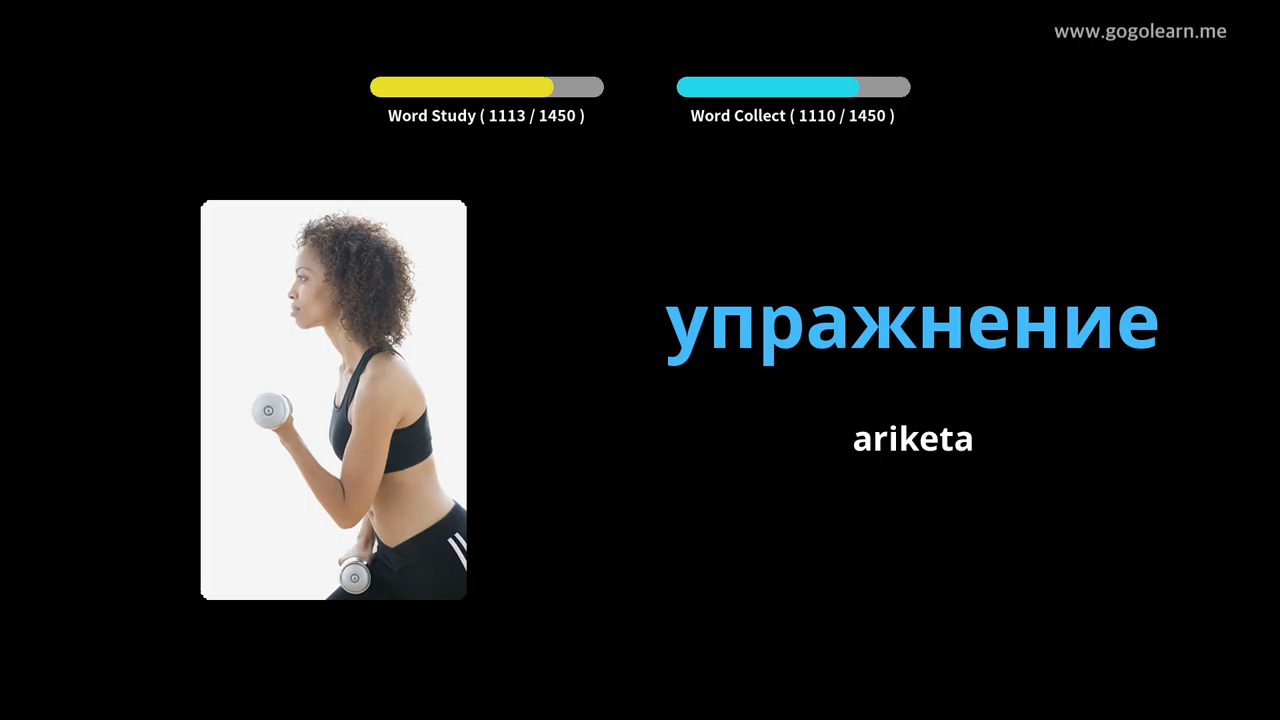 www.gogolearn.me
Word Study ( 1113 / 1450 )
Word Collect ( 1110 / 1450 )
упражнение
ariketa